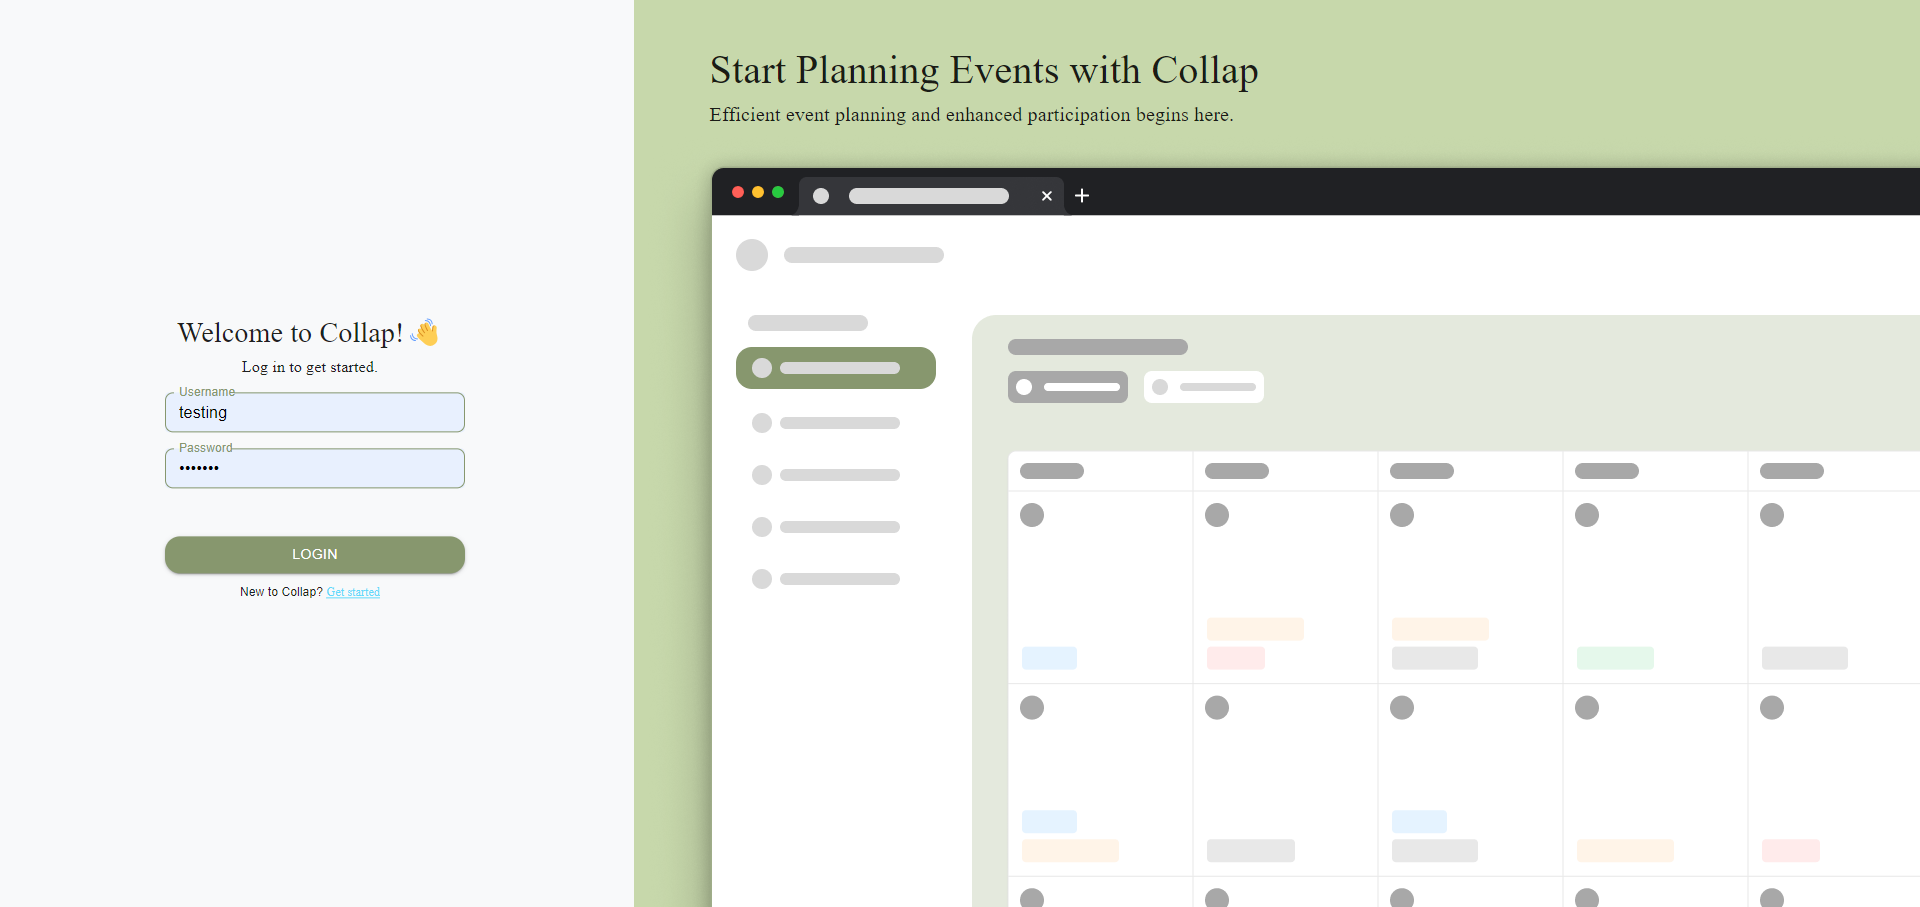 Welcome to Collap! 👋
Log in to get started.
Username
testing
Password
•••••••
LOGIN
New to Collap? Get started
Start Planning Events with Collap
Efficient event planning and enhanced participation begins here.